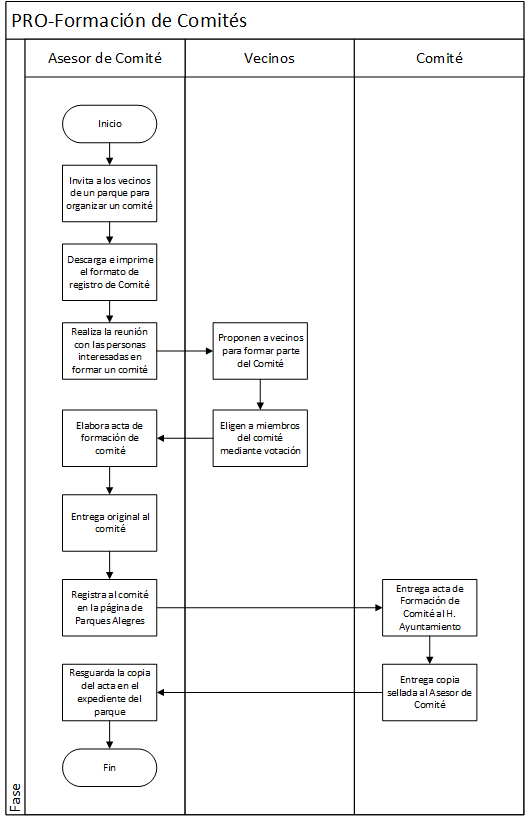 PRO-Formación de Comités
Asesor de Comité
Vecinos
Comité
Inicio
Invita a los vecinos
de un parque para
organizar un comité
Descarga e imprime
el formato de
registro de Comité
Realiza la reunión
con las personas
interesadas en
formar un comité
Proponen a vecinos
para formar parte
del Comité
Eligen a miembros
del comité
mediante votación
Elabora acta de
formación de
comité
Entrega original al
comité
Registra al comité
en la página de
Parques Alegres
Entrega acta de
Formación de
Comité al H.
Ayuntamiento
Entrega copia
sellada al Asesor de
Comité
Resguarda la copia
del acta en el
expediente del
parque
Fin
Fase